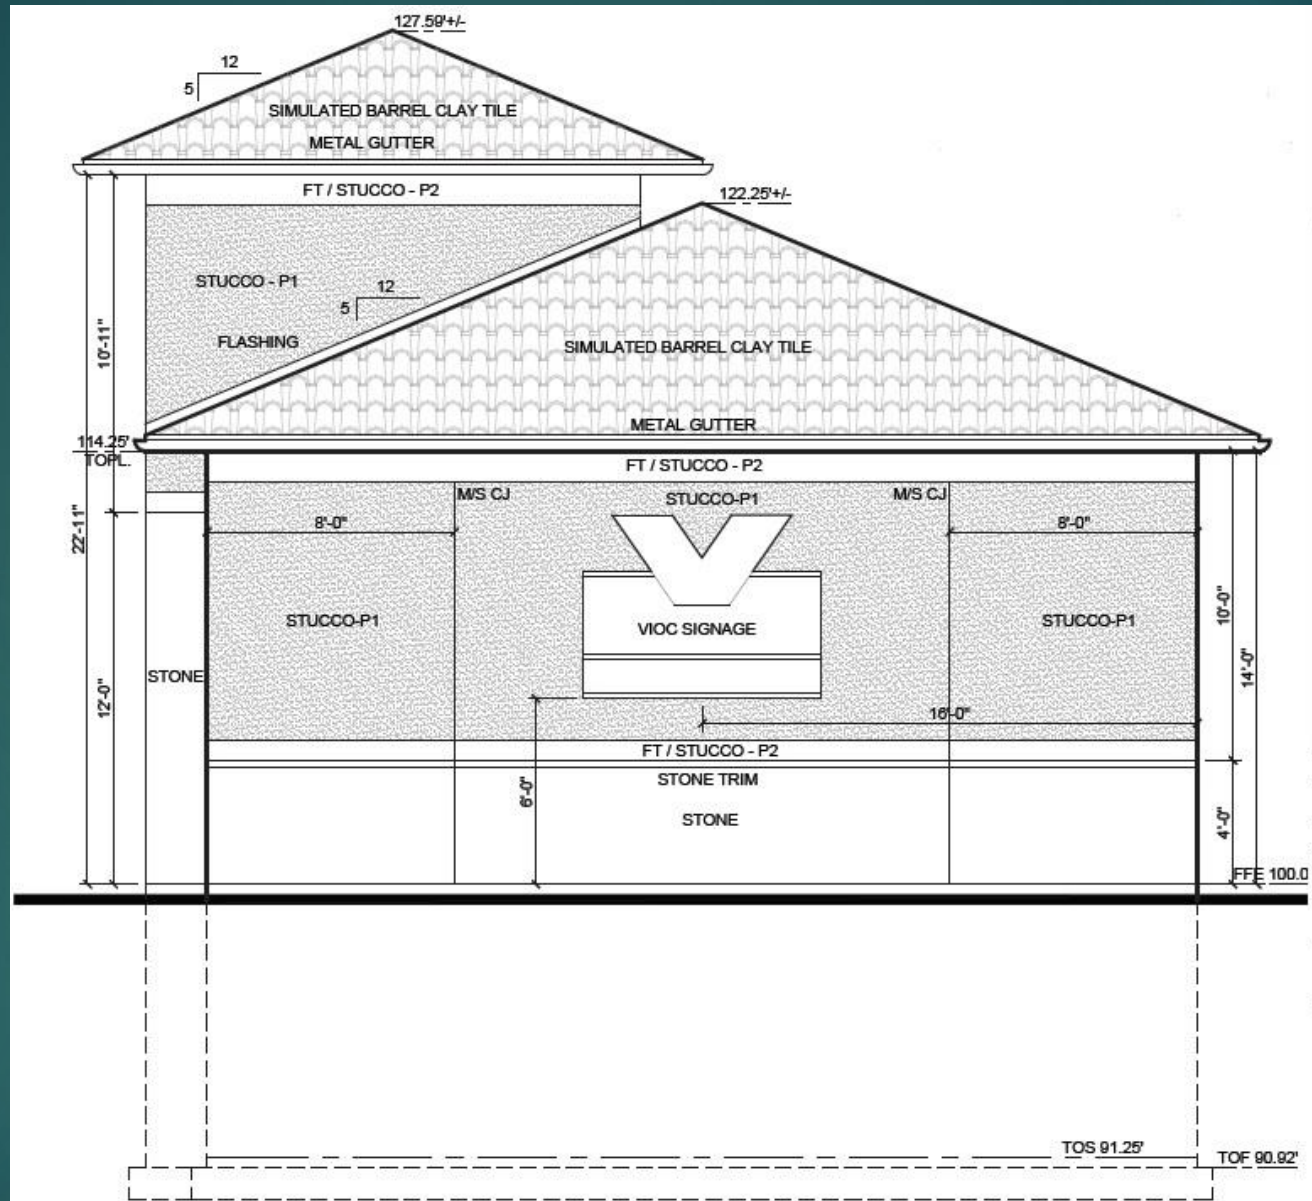 127.59'+/-
12
5
SIMULATED BARREL CLAY TILE
METAL GUTTER
FT / STUCCO - P2
122.25'+/-
STUCCO - P1
12
5
FLASHING
10'-11"
SIMULATED BARREL CLAY TILE
METAL GUTTER
114.25'
TOPL.
FT / STUCCO - P2
M/S CJ
STUCCO-P1
M/S CJ
22'-11"
8'-0"
8'-0"
STUCCO-P1
VIOC SIGNAGE
STUCCO-P1
10'-0"
14'-0"
STONE
12'-0"
16'-0"
FT / STUCCO - P2
STONE TRIM
6'-0"
STONE
4'-0"
FFE 100.0
TOS 91.25'
TOF 90.92'